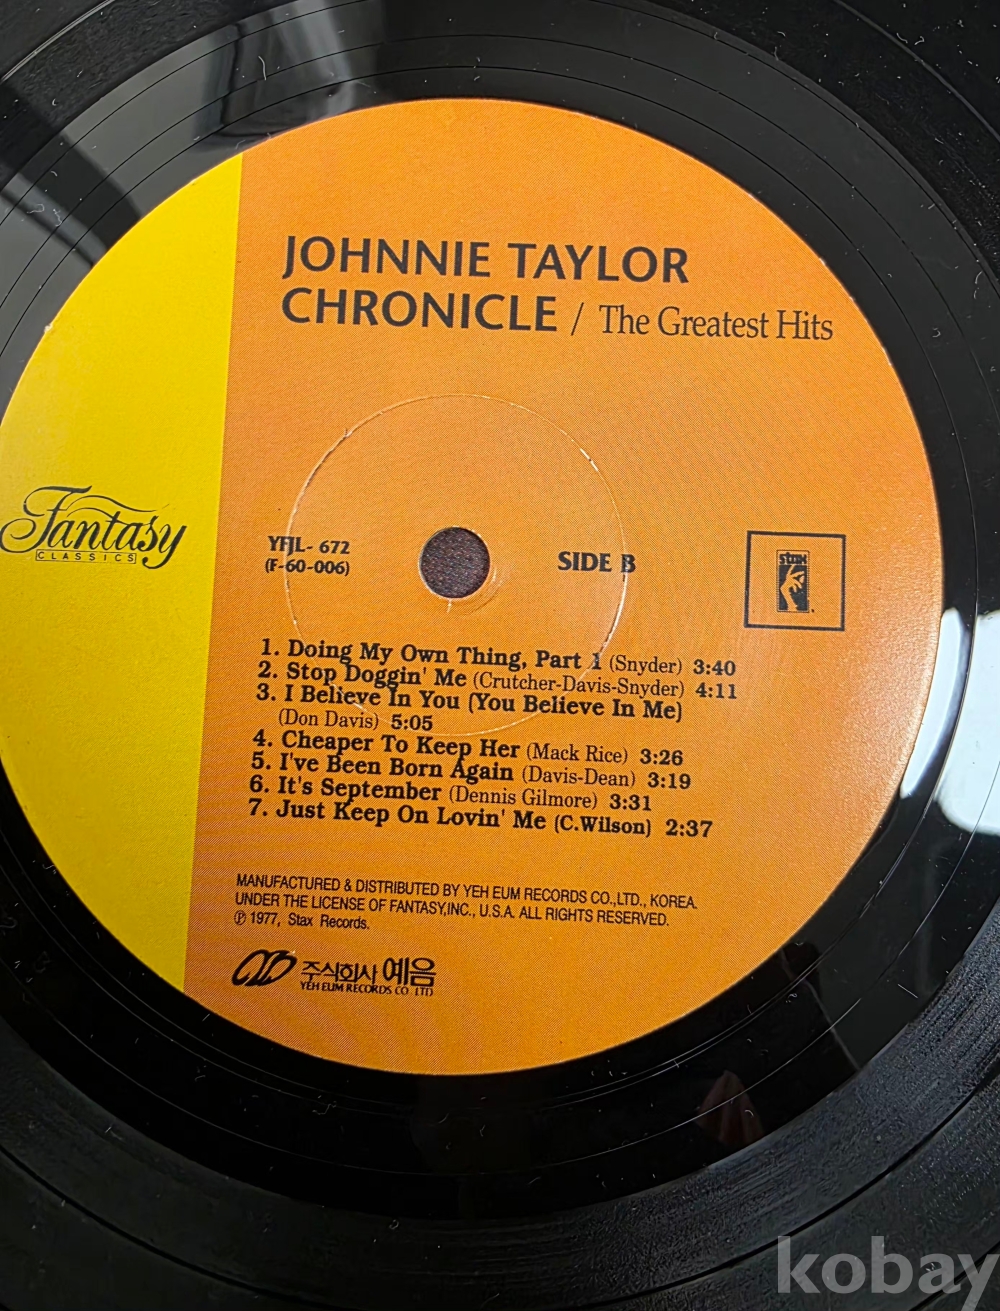 JOHNNIE TAYLOR
CHRONICLE / The Greatest Hits
Fantasy
CLASSICS
YFJL- 672
(F-60-006)
SIDE B
stax
1. Doing My Own Thing, Part 1 (Snyder) 3:40
2. Stop Doggin' Me (Crutcher-Davis-Snyder) 4:11
3. I Believe In You (You Believe In Me)
(Don Davis) 5:05
4. Cheaper To Keep Her (Mack Rice) 3:26
5. I've Been Born Again (Davis-Dean) 3:19
6. It's September (Dennis Gilmore) 3:31
7. Just Keep On Lovin' Me (C.Wilson) 2:37
MANUFACTURED & DISTRIBUTED BY YEH EUM RECORDS CO.,LTD., KOREA.
UNDER THE LICENSE OF FANTASY,INC., U.S.A. ALL RIGHTS RESERVED.
℗ 1977, Stax Records.
주식회사 예음
YEH EUM RECORDS CO. LTD
kobay